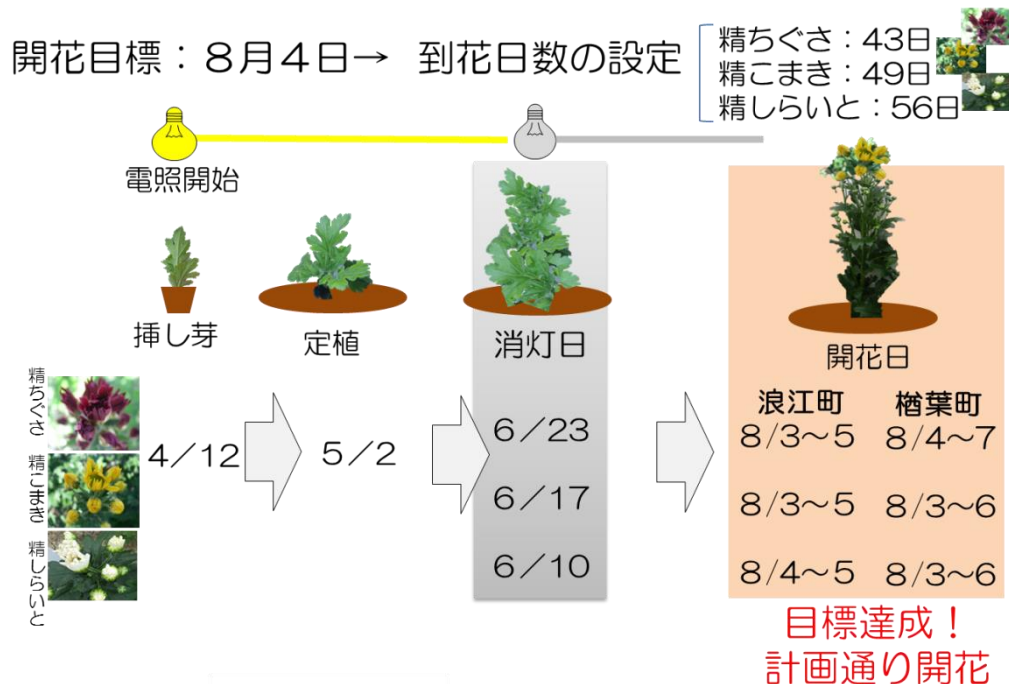 開花目標：８月４日→ 到花日数の設定
精ちぐさ：43日
精こまき：49日
精しらいと：56日
電照開始
挿し芽
定植
消灯日
開花日
浪江町
楢葉町
精ちぐさ
精こまき
精しらいと
４／12
５／２
６／23
６／17
６／10
８/３～５
８/４～７
８/３～５
８/３～６
８/４～５
８/３～６
目標達成！
計画通り開花